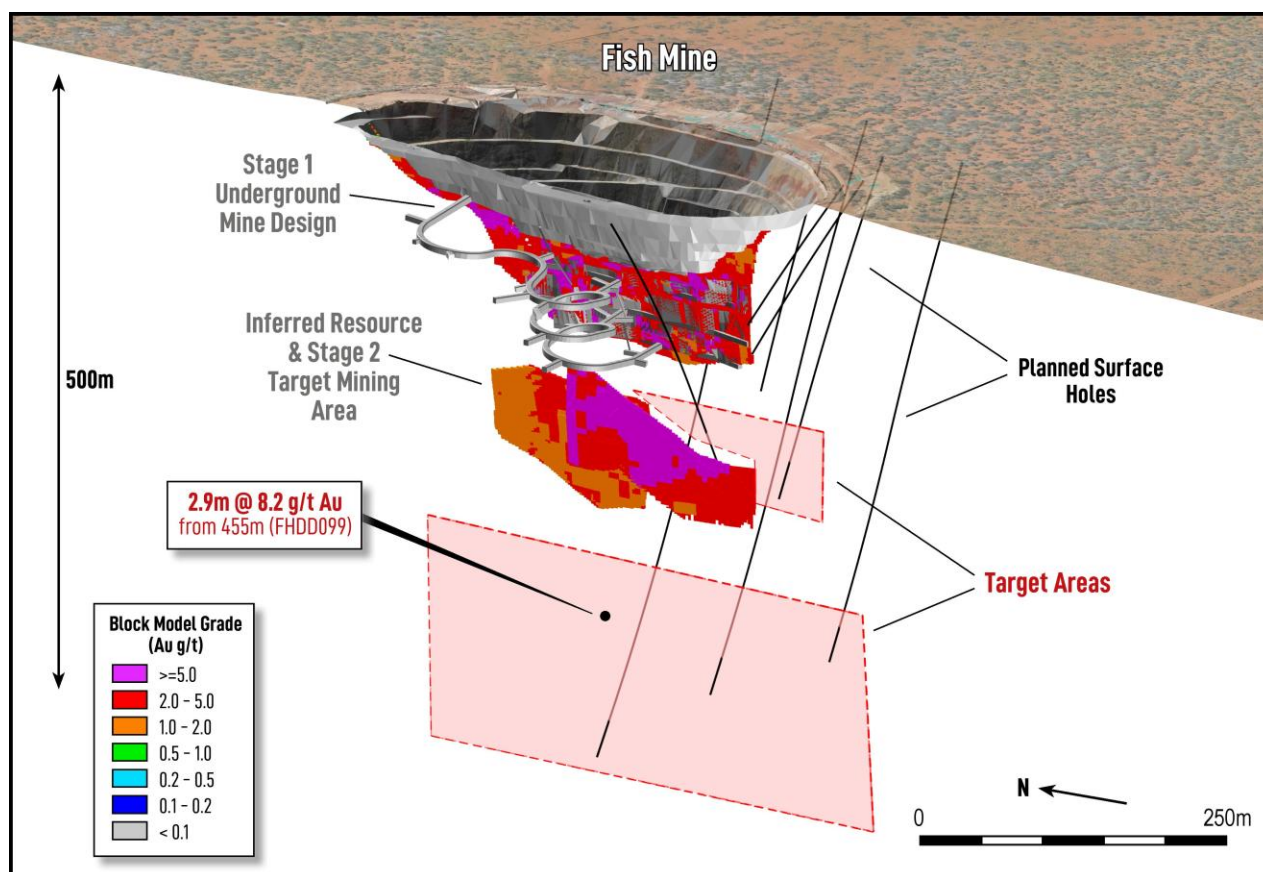 Fish Mine
Stage 1
Underground
Mine Design
Inferred Resource
& Stage 2
Target Mining
Area
500m
Planned Surface
Holes
2.9m @ 8.2 g/t Au
from 455m (FHDD099)
Target Areas
Block Model Grade
(Au g/t)
>=5.0
2.0 – 5.0
1.0 – 2.0
0.5 – 1.0
0.2 – 0.5
0.1 – 0.2
< 0.1
N
0
250m